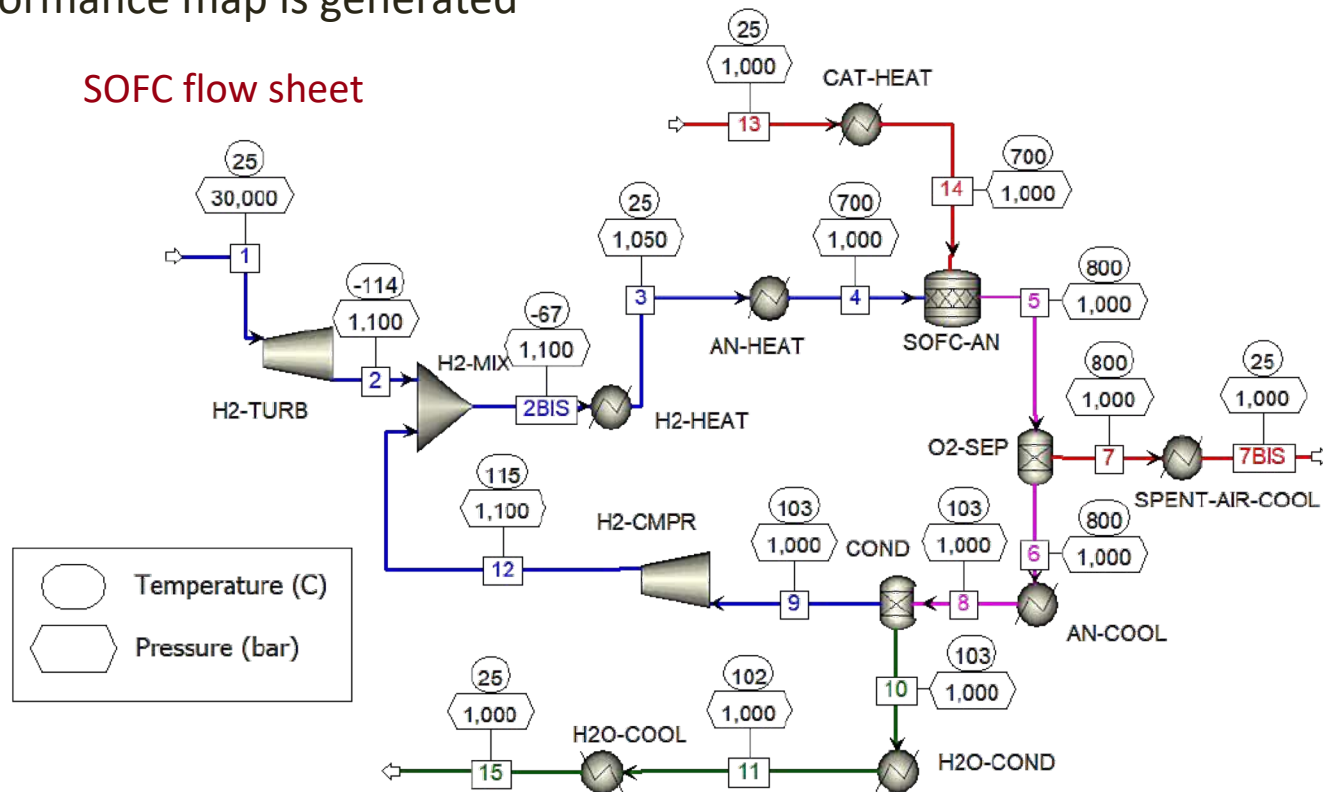 ormance map is generated
SOFC flow sheet
25
1,000
CAT-HEAT
13
25
30,000
1
700
1,000
14
25
1,050
3
700
1,000
4
-114
1,100
2
H2-TURB
H2-MIX
-67
1,100
2BIS
H2-HEAT
AN-HEAT
SOFC-AN
800
1,000
5
O2-SEP
800
1,000
7
25
1,000
7BIS
SPENT-AIR-COOL
800
1,000
6
AN-COOL
103
1,000
8
COND
103
1,000
9
H2-CMPR
115
1,100
12
103
1,000
10
H2O-COND
102
1,000
11
H2O-COOL
25
1,000
15
Temperature (C)
Pressure (bar)